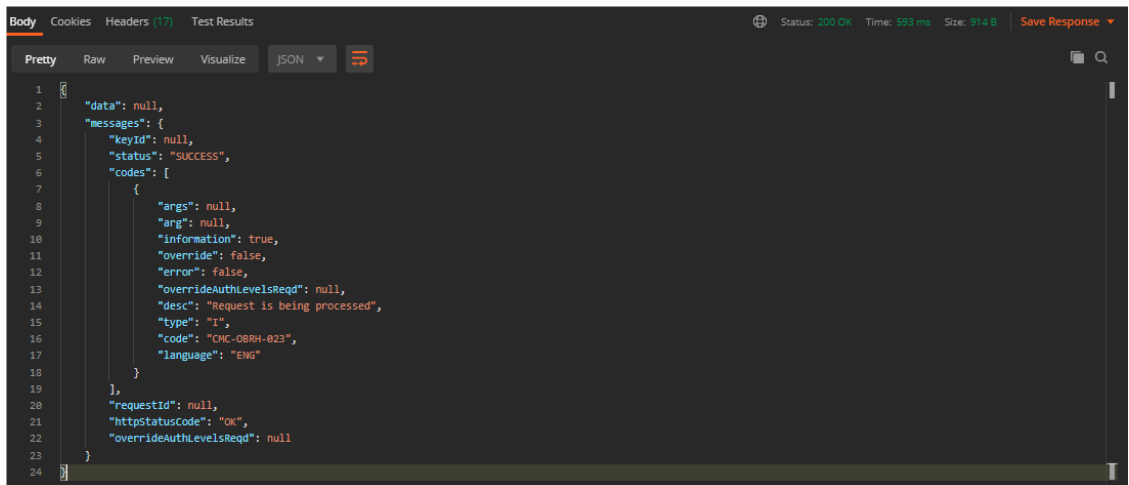 Body Cookies Headers (17) Test Results Status: 200 OK Time: 593 ms Size: 914 B Save Response
Pretty Raw Preview Visualize JSON
1 {
2 "data": null,
3 "messages": {
4 "keyId": null,
5 "status": "SUCCESS",
6 "codes": [
7 {
8 "args": null,
9 "arg": null,
10 "information": true,
11 "override": false,
12 "error": false,
13 "overrideAuthLevelsReqd": null,
14 "desc": "Request is being processed",
15 "type": "I",
16 "code": "CMC-OBRH-023",
17 "language": "ENG"
18 }
19 ],
20 "requestId": null,
21 "httpStatusCode": "OK",
22 "overrideAuthLevelsReqd": null
23 }
24 }